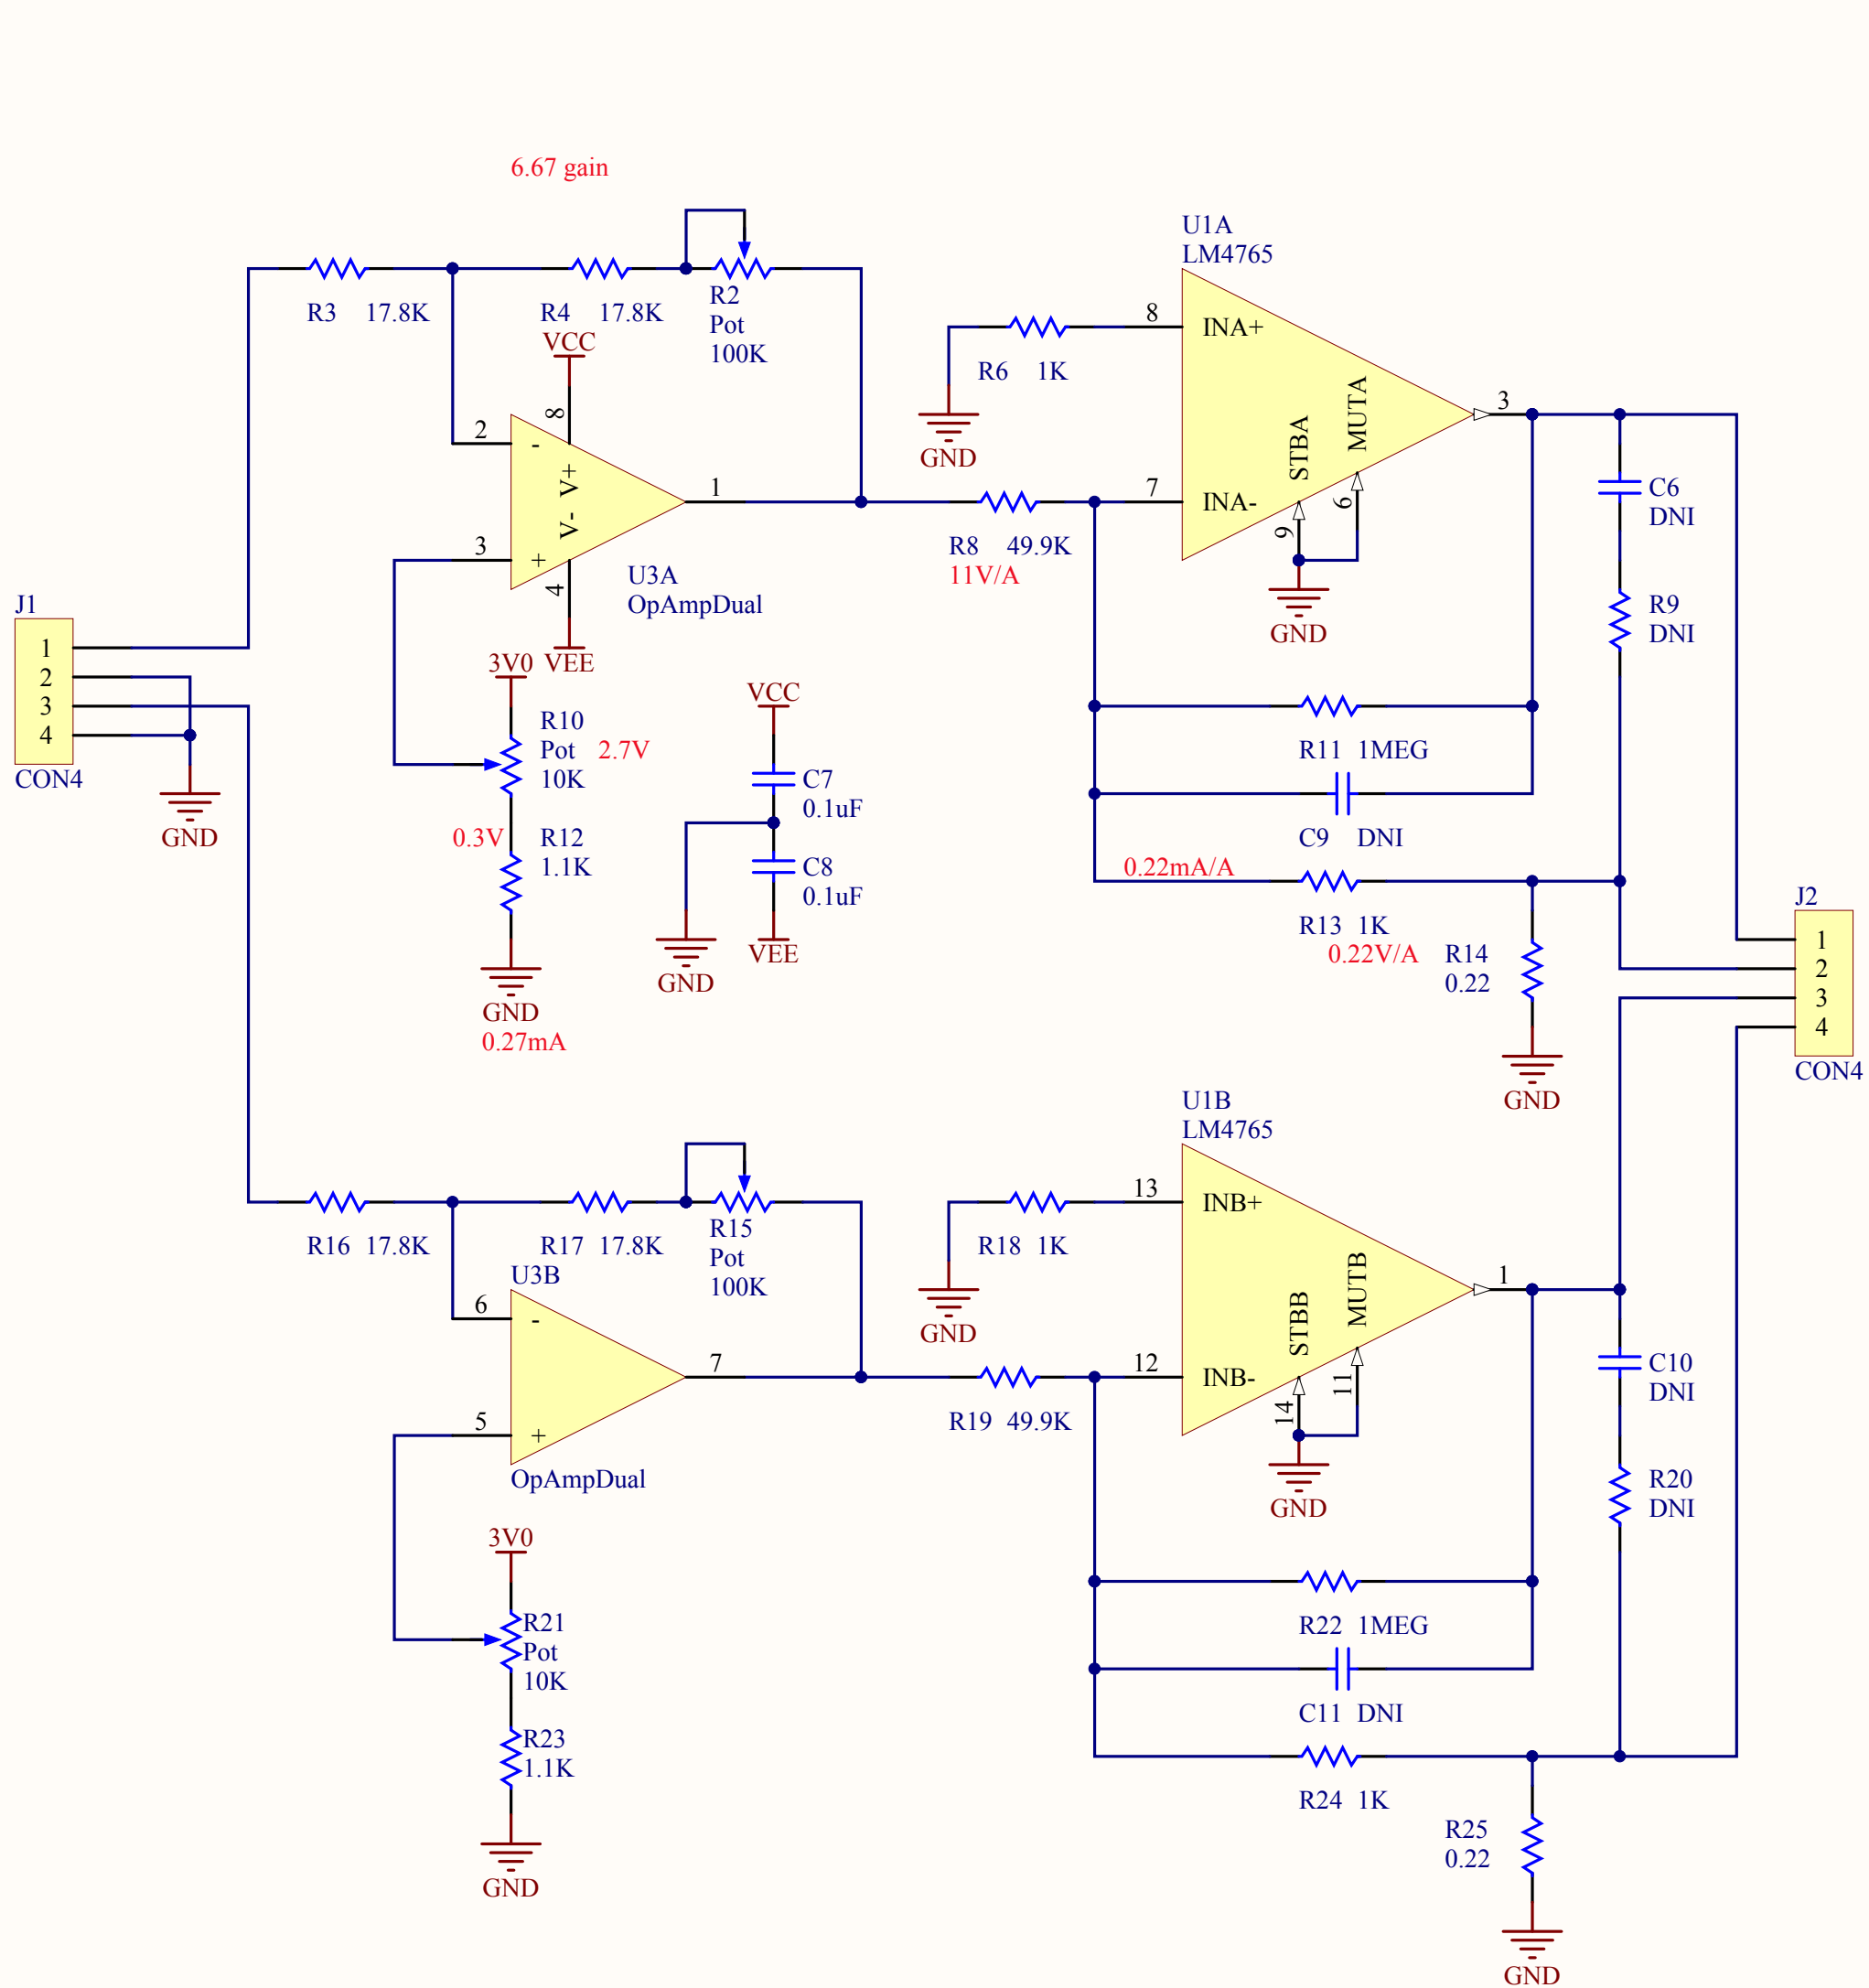 6.67 gain
U1A
LM4765
R3 17.8K
R4 17.8K
R2
Pot
100K
VCC
8
2
-
V+
V-
1
3
+
4
U3A
OpAmpDual
VEE
R6 1K
GND
8
INA+
7
INA-
STBA
MUTA
9
6
GND
3
R8 49.9K
11V/A
C6
DNI
R9
DNI
J1
1
2
3
4
CON4
GND
3V0
R10
Pot 2.7V
10K
0.3V
R12
1.1K
GND
0.27mA
VCC
C7
0.1uF
C8
0.1uF
GND
VEE
R11 1MEG
C9 DNI
0.22mA/A
R13 1K
0.22V/A
R14
0.22
GND
J2
1
2
3
4
CON4
U1B
LM4765
R16 17.8K
R17 17.8K
R15
Pot
100K
U3B
6
-
7
5
+
OpAmpDual
R18 1K
GND
13
INB+
12
INB-
STBB
MUTB
14
11
GND
1
R19 49.9K
C10
DNI
R20
DNI
3V0
R21
Pot
10K
R23
1.1K
GND
R22 1MEG
C11 DNI
R24 1K
R25
0.22
GND